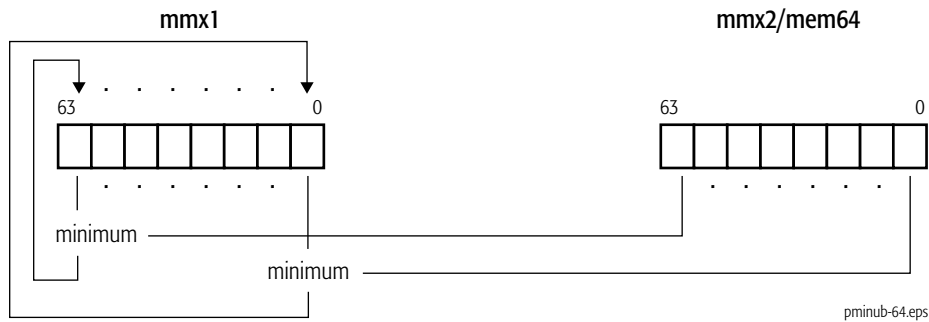 mmx1 mmx2/mem64
. . . . . .
63 0 63 0
. . . . . . . . . . . .
minimum
minimum
pminub-64.eps